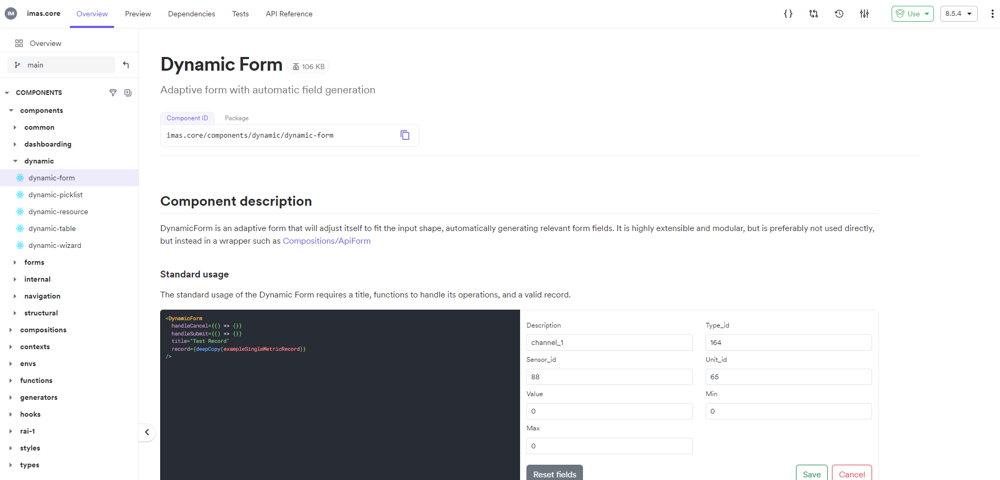 IM imas.core Overview Preview Dependencies Tests API Reference Use 8.5.4
Overview
main
COMPONENTS
components
common
dashboarding
dynamic
dynamic-form
dynamic-picklist
dynamic-resource
dynamic-table
dynamic-wizard
forms
internal
navigation
structural
compositions
contexts
envs
functions
generators
hooks
rai-1
styles
types
Dynamic Form 106 KB
Adaptive form with automatic field generation
Component ID Package
imas.core/components/dynamic/dynamic-form
Component description
DynamicForm is an adaptive form that will adjust itself to fit the input shape, automatically generating relevant form fields. It is highly extensible and modular, but is preferably not used directly,
but instead in a wrapper such as Compositions/ApiForm
Standard usage
The standard usage of the Dynamic Form requires a title, functions to handle its operations, and a valid record.
<DynamicForm
handleCancel={() => {}}
handleSubmit={() => {}}
title="Test Record"
record={deepCopy(exampleSingleMetricRecord)}
/>
Description Type_id
channel_1 164
Sensor_id Unit_id
88 65
Value Min
0 0
Max
0
Reset fields Save Cancel